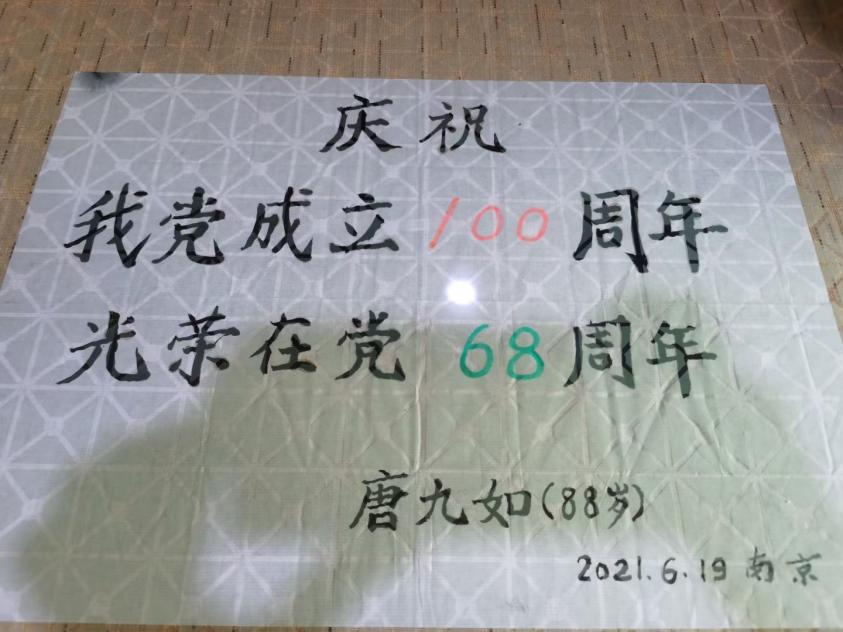 庆祝
我党成立100周年
光荣在党68周年
唐九如(88岁)
2021.6.19 南京